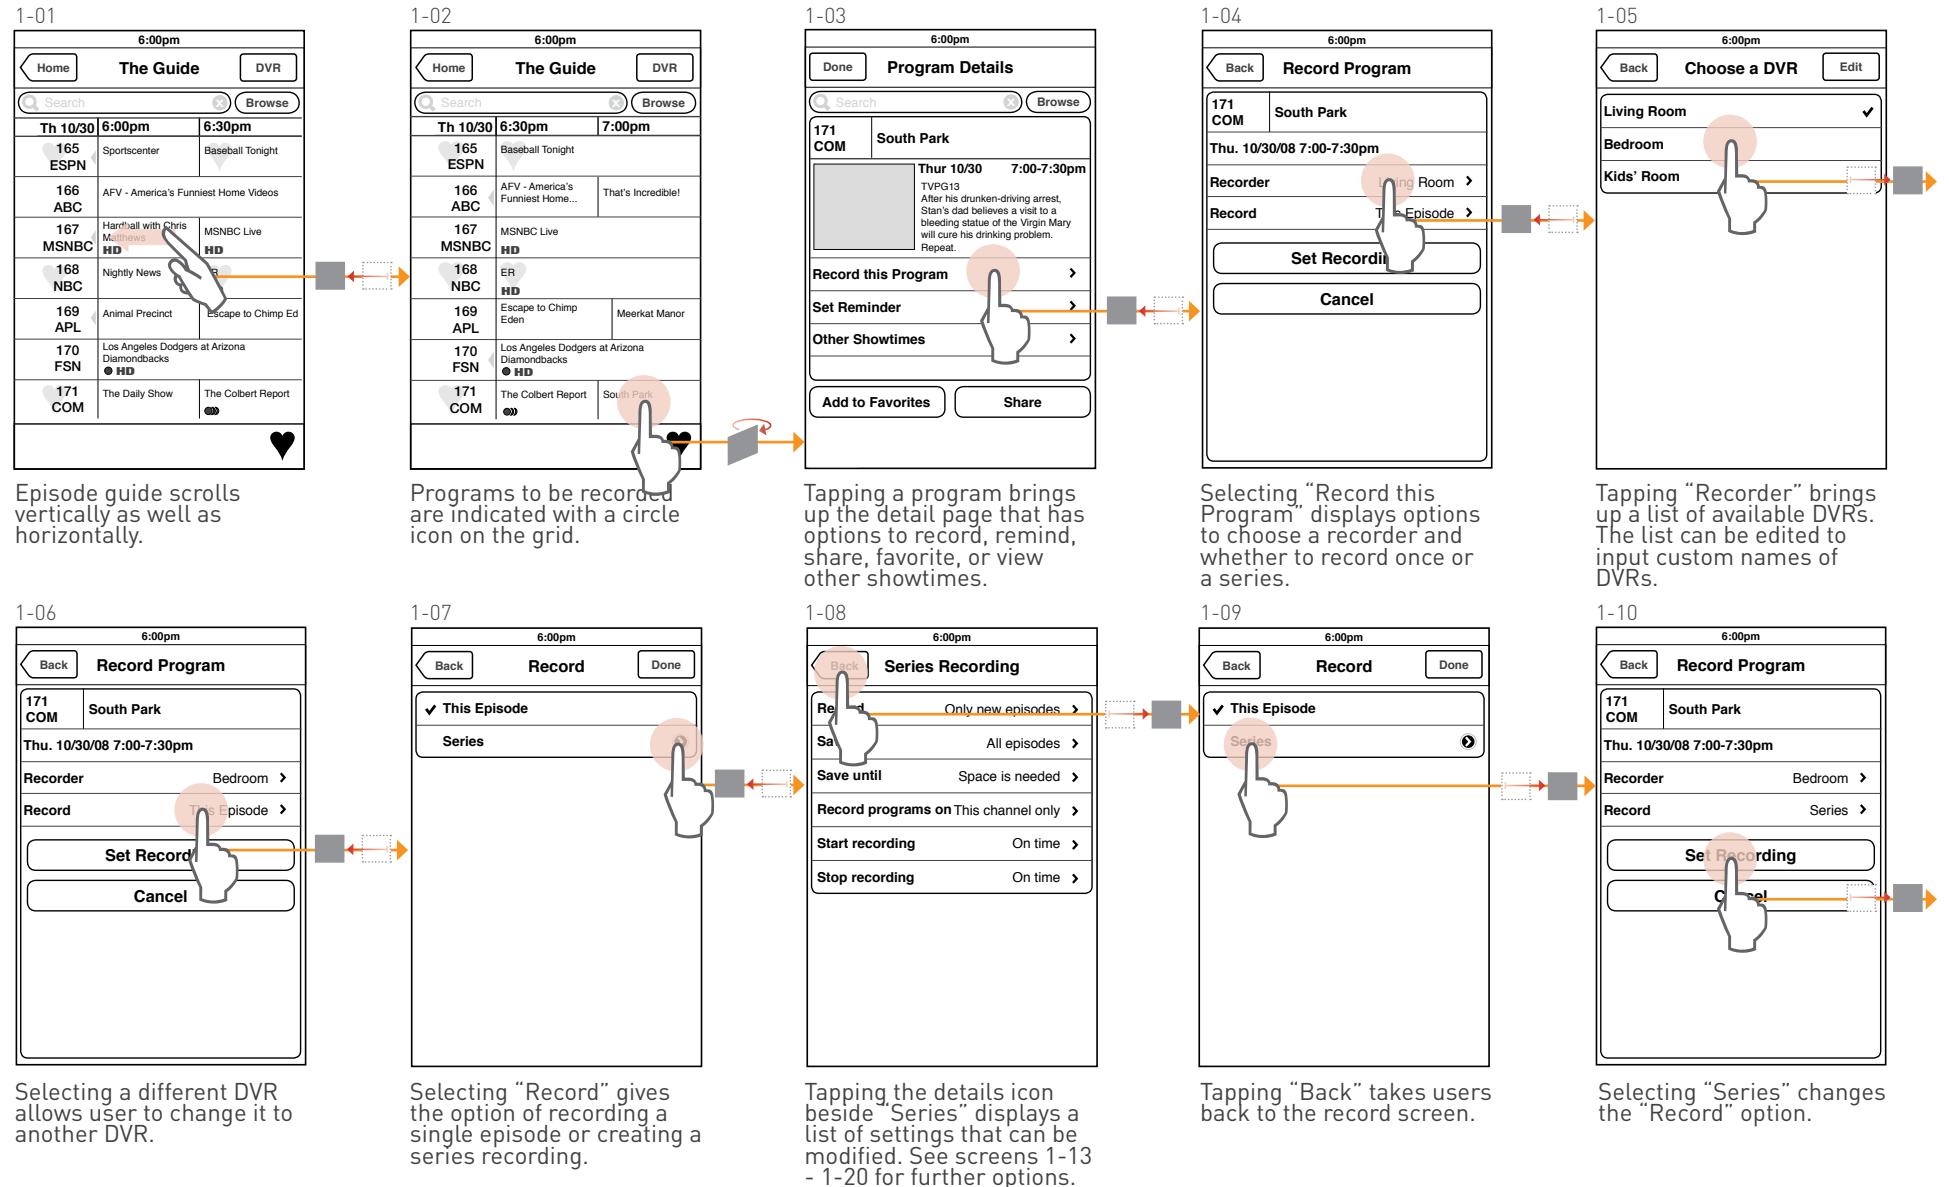 1-01
6:00pm
Home The Guide DVR
Search Browse
Th 10/30 6:00pm 6:30pm
165 ESPN Sportscenter Baseball Tonight
166 ABC AFV - America's Funniest Home Videos
167 MSNBC Hardball with Chris Matthews HD MSNBC Live HD
168 NBC Nightly News
169 APL Animal Precinct Escape to Chimp Ed
170 FSN Los Angeles Dodgers at Arizona Diamondbacks HD
171 COM The Daily Show The Colbert Report
Episode guide scrolls
vertically as well as
horizontally.
1-02
6:00pm
Home The Guide DVR
Search Browse
Th 10/30 6:30pm 7:00pm
165 ESPN Baseball Tonight
166 ABC AFV - America's Funniest Home... That's Incredible!
167 MSNBC MSNBC Live HD
168 NBC ER HD
169 APL Escape to Chimp Eden Meerkat Manor
170 FSN Los Angeles Dodgers at Arizona Diamondbacks HD
171 COM The Colbert Report South Park
Programs to be recorded
are indicated with a circle
icon on the grid.
1-03
6:00pm
Done Program Details
Search Browse
171 COM South Park
Thur 10/30 7:00-7:30pm
TVPG13
After his drunken-driving arrest,
Stan's dad believes a visit to a
bleeding statue of the Virgin Mary
will cure his drinking problem.
Repeat.
Record this Program
Set Reminder
Other Showtimes
Add to Favorites Share
Tapping a program brings
up the detail page that has
options to record, remind,
share, favorite, or view
other showtimes.
1-04
6:00pm
Back Record Program
171 COM South Park
Thu. 10/30/08 7:00-7:30pm
Recorder Living Room
Record This Episode
Set Recording
Cancel
Selecting “Record this
Program” displays options
to choose a recorder and
whether to record once or
a series.
1-05
6:00pm
Back Choose a DVR Edit
Living Room
Bedroom
Kids' Room
Tapping “Recorder” brings
up a list of available DVRs.
The list can be edited to
input custom names of
DVRs.
1-06
6:00pm
Back Record Program
171 COM South Park
Thu. 10/30/08 7:00-7:30pm
Recorder Bedroom
Record This Episode
Set Recording
Cancel
Selecting a different DVR
allows user to change it to
another DVR.
1-07
6:00pm
Back Record Done
This Episode
Series
Selecting “Record” gives
the option of recording a
single episode or creating a
series recording.
1-08
6:00pm
Back Series Recording
Record Only new episodes
All episodes
Save until Space is needed
Record programs on This channel only
Start recording On time
Stop recording On time
Tapping the details icon
beside “Series” displays a
list of settings that can be
modified. See screens 1-13
- 1-20 for further options.
1-09
6:00pm
Back Record Done
This Episode
Series
Tapping “Back” takes users
back to the record screen.
1-10
6:00pm
Back Record Program
171 COM South Park
Thu. 10/30/08 7:00-7:30pm
Recorder Bedroom
Record Series
Set Recording
Cancel
Selecting “Series” changes
the “Record” option.